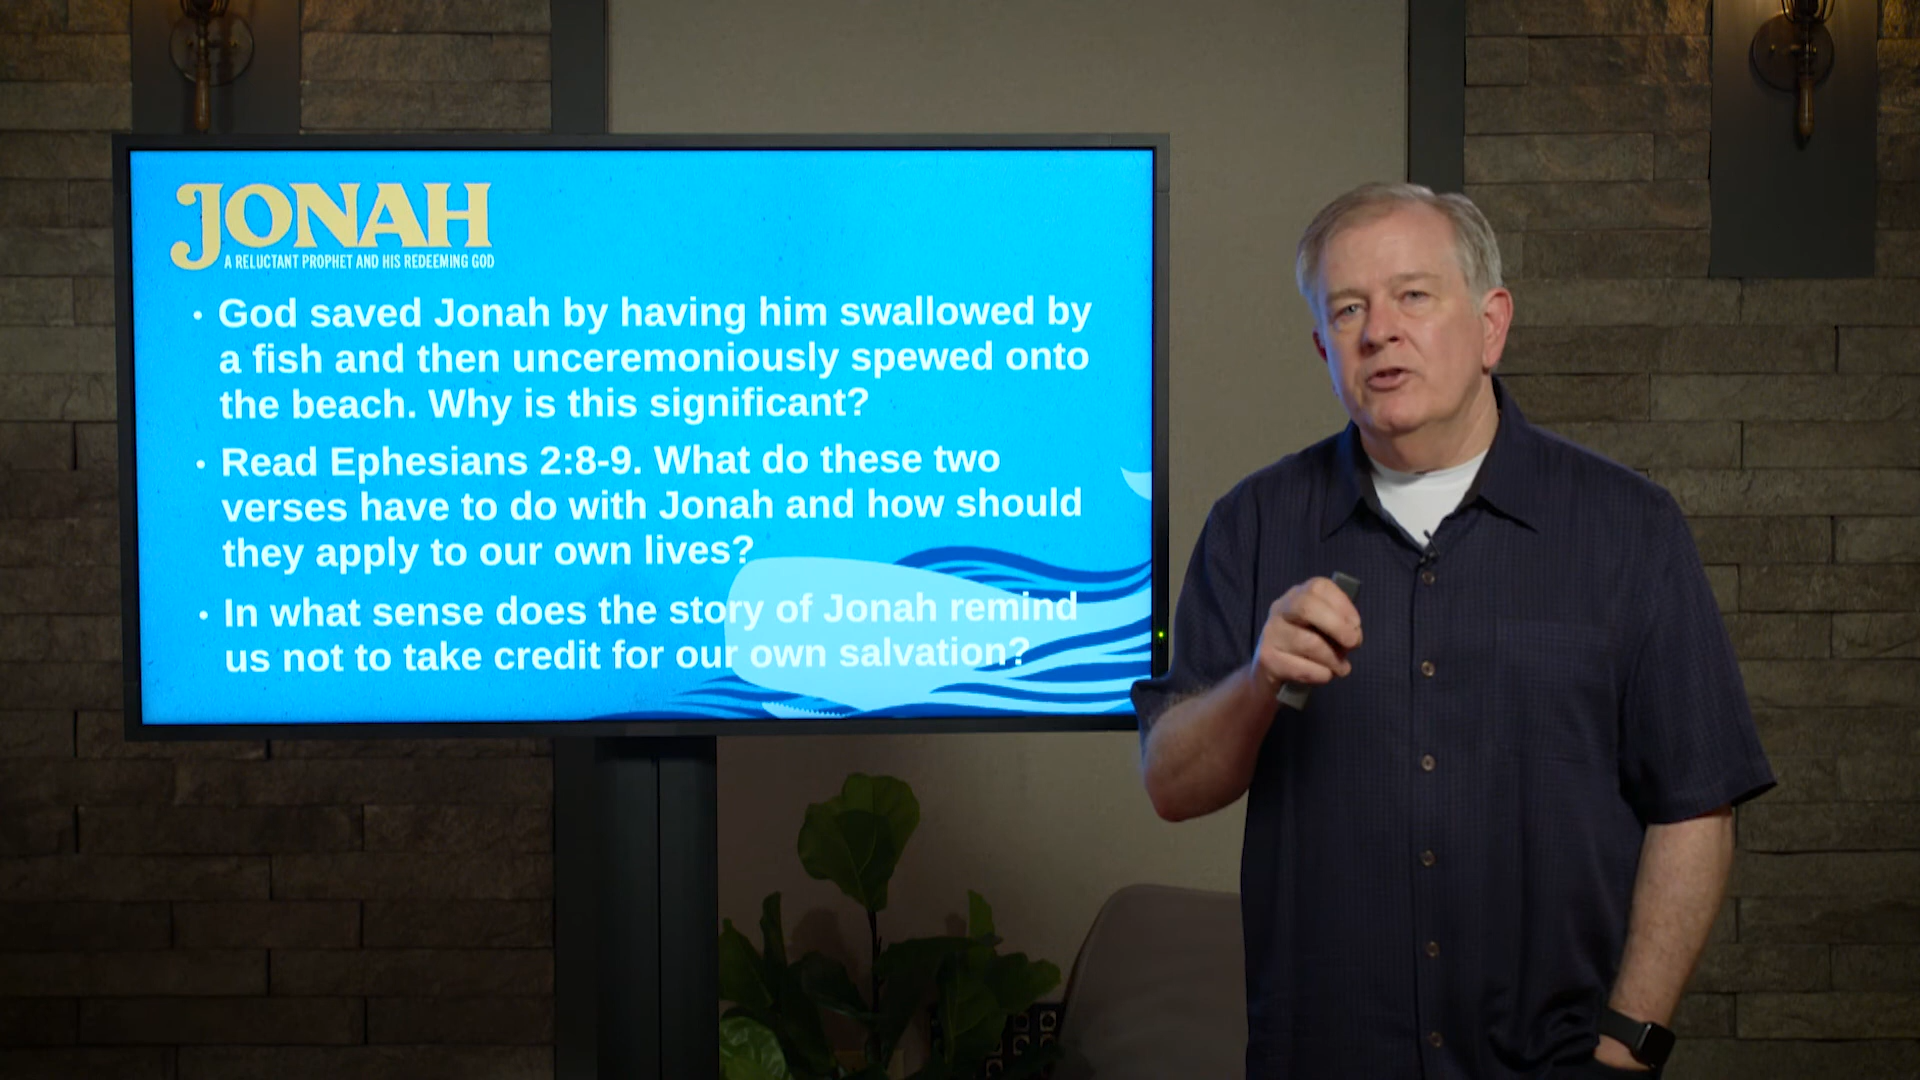 JONAH
A RELUCTANT PROPHET AND HIS REDEEMING GOD
• God saved Jonah by having him swallowed by
a fish and then unceremoniously spewed onto
the beach. Why is this significant?
• Read Ephesians 2:8-9. What do these two
verses have to do with Jonah and how should
they apply to our own lives?
• In what sense does the story of Jonah remind
us not to take credit for our own salvation?